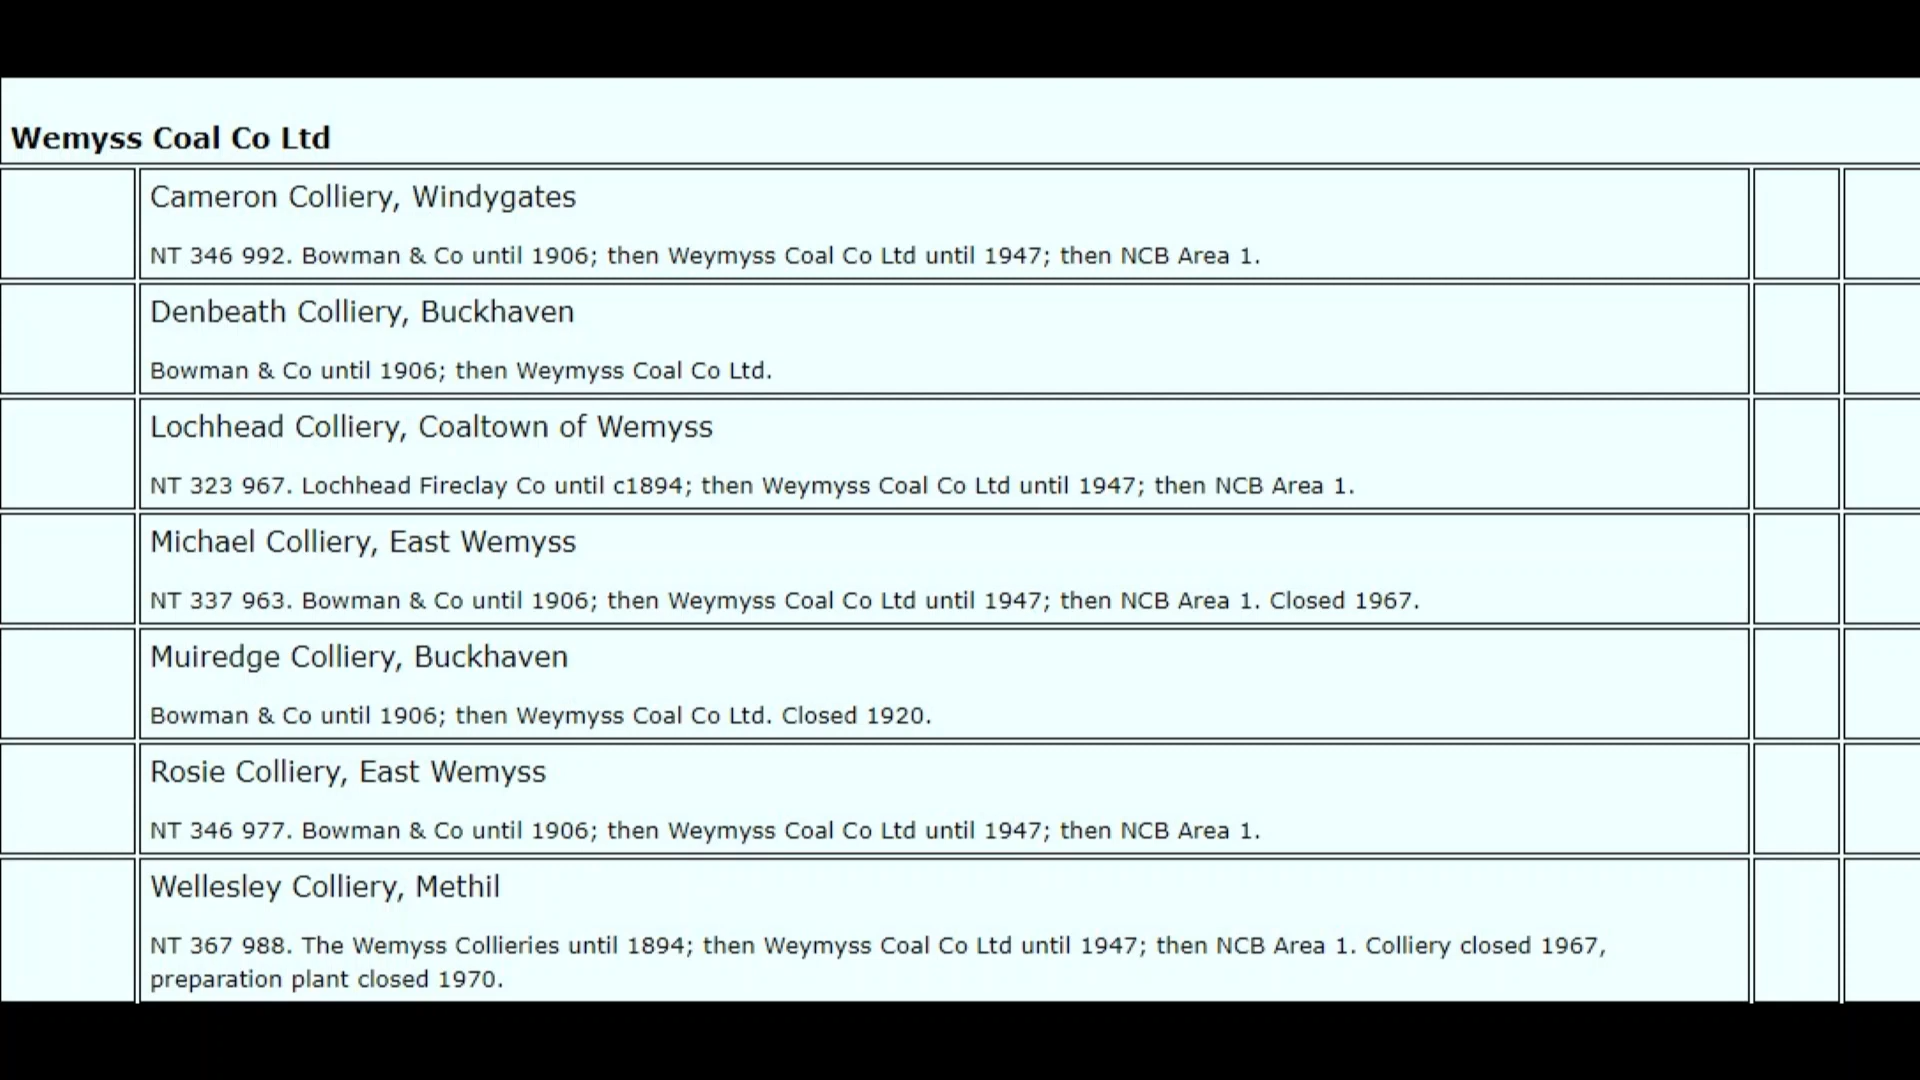 Wemyss Coal Co Ltd
Cameron Colliery, Windygates
NT 346 992. Bowman & Co until 1906; then Weymyss Coal Co Ltd until 1947; then NCB Area 1.
Denbeath Colliery, Buckhaven
Bowman & Co until 1906; then Weymyss Coal Co Ltd.
Lochhead Colliery, Coaltown of Wemyss
NT 323 967. Lochhead Fireclay Co until c1894; then Weymyss Coal Co Ltd until 1947; then NCB Area 1.
Michael Colliery, East Wemyss
NT 337 963. Bowman & Co until 1906; then Weymyss Coal Co Ltd until 1947; then NCB Area 1. Closed 1967.
Muiredge Colliery, Buckhaven
Bowman & Co until 1906; then Weymyss Coal Co Ltd. Closed 1920.
Rosie Colliery, East Wemyss
NT 346 977. Bowman & Co until 1906; then Weymyss Coal Co Ltd until 1947; then NCB Area 1.
Wellesley Colliery, Methil
NT 367 988. The Wemyss Collieries until 1894; then Weymyss Coal Co Ltd until 1947; then NCB Area 1. Colliery closed 1967,
preparation plant closed 1970.